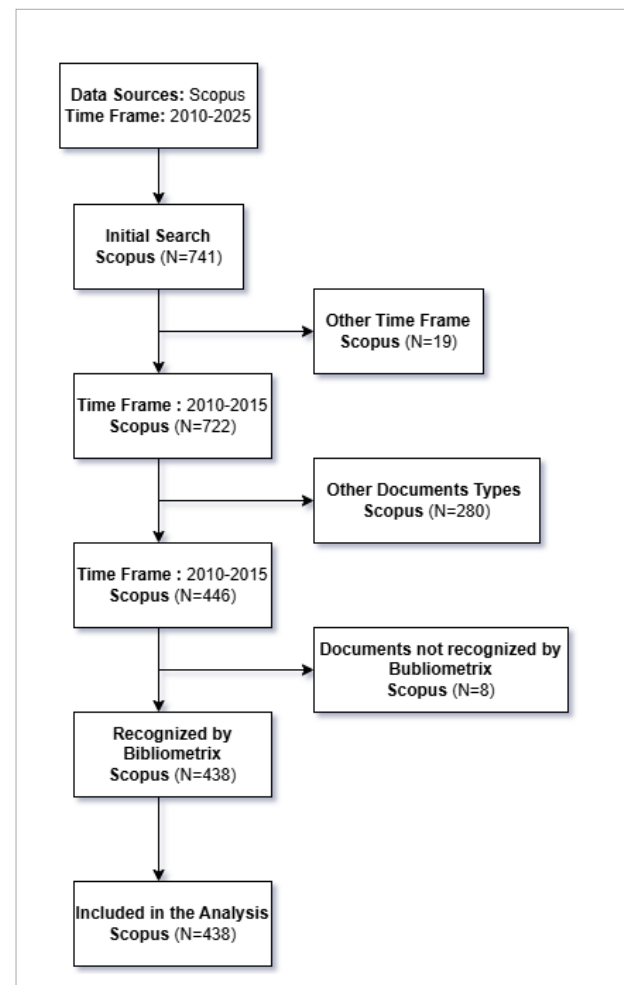 Data Sources: Scopus
Time Frame: 2010-2025
Initial Search
Scopus (N=741)
Other Time Frame
Scopus (N=19)
Time Frame : 2010-2015
Scopus (N=722)
Other Documents Types
Scopus (N=280)
Time Frame : 2010-2015
Scopus (N=446)
Documents not recognized by
Bubliometrix
Scopus (N=8)
Recognized by
Bibliometrix
Scopus (N=438)
Included in the Analysis
Scopus (N=438)